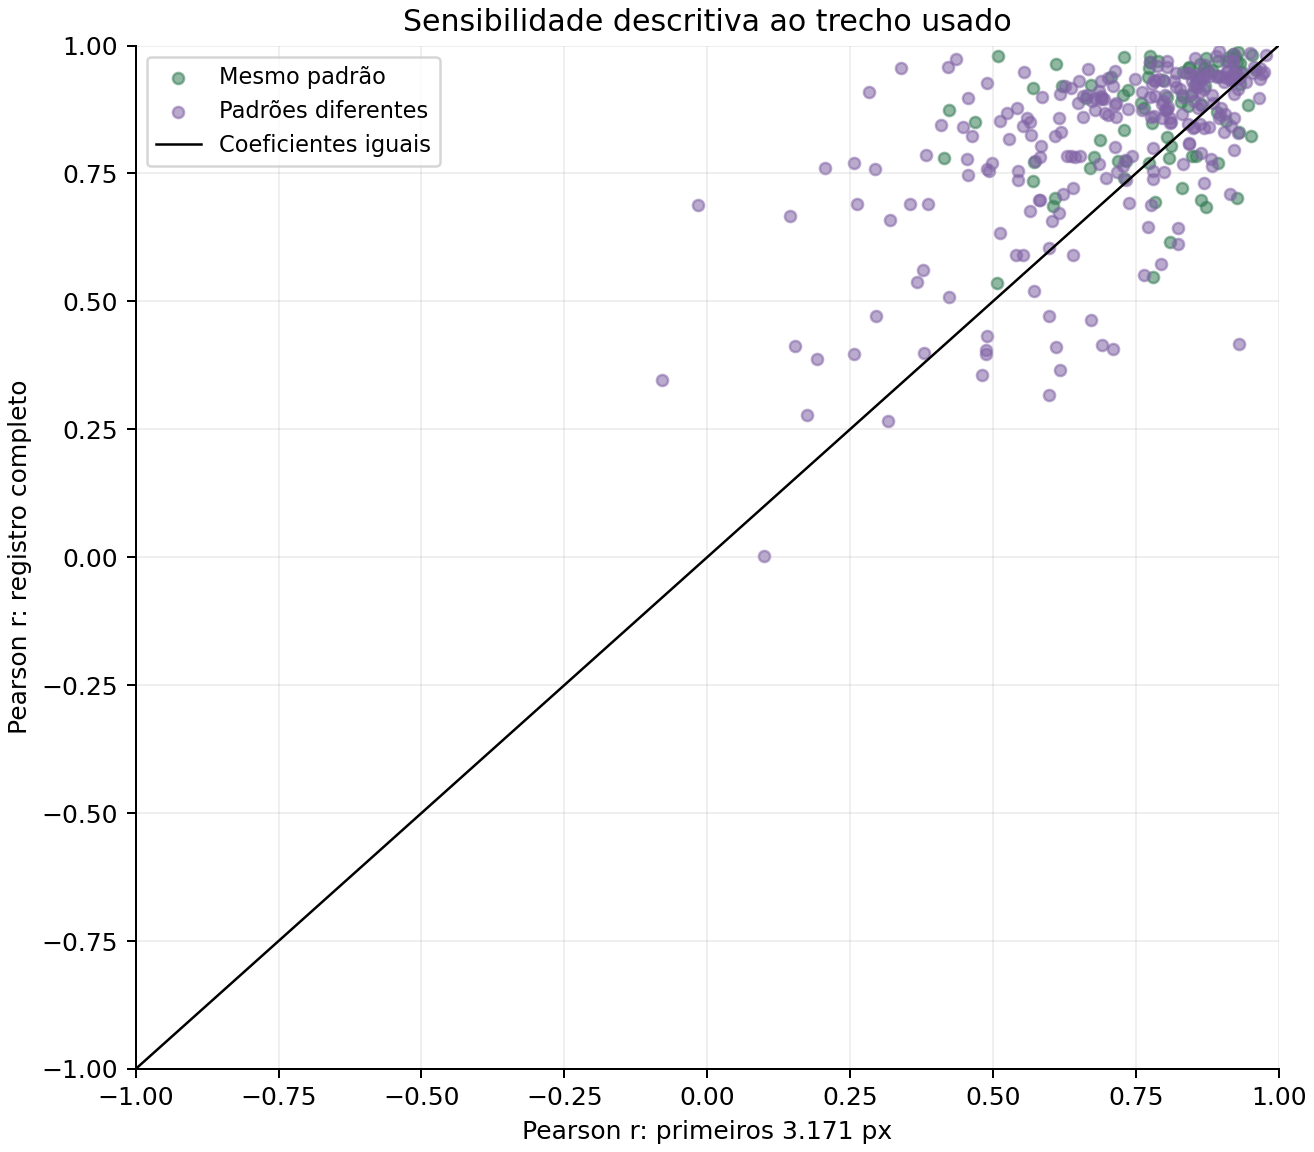 Sensibilidade descritiva ao trecho usado
Mesmo padrão
Padrões diferentes
Coeficientes iguais
Pearson r: registro completo
1.00
0.75
0.50
0.25
0.00
−0.25
−0.50
−0.75
−1.00
−1.00 −0.75 −0.50 −0.25 0.00 0.25 0.50 0.75 1.00
Pearson r: primeiros 3.171 px